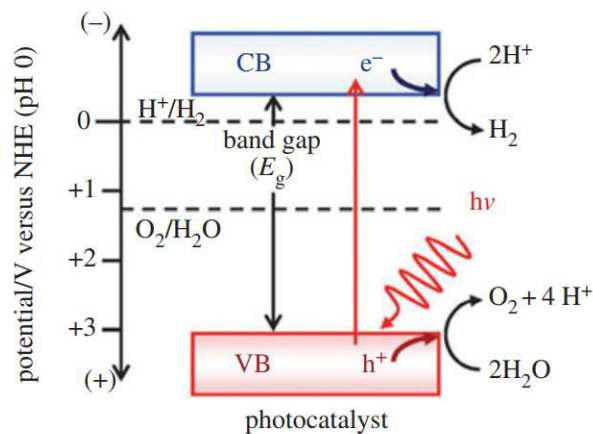 potential/V versus NHE (pH 0)
(–)
0
+1
+2
+3
(+)
H⁺/H₂
O₂/H₂O
CB
e⁻
band gap
(E_g)
VB
h⁺
photocatalyst
2H⁺
H₂
hν
O₂ + 4 H⁺
2H₂O